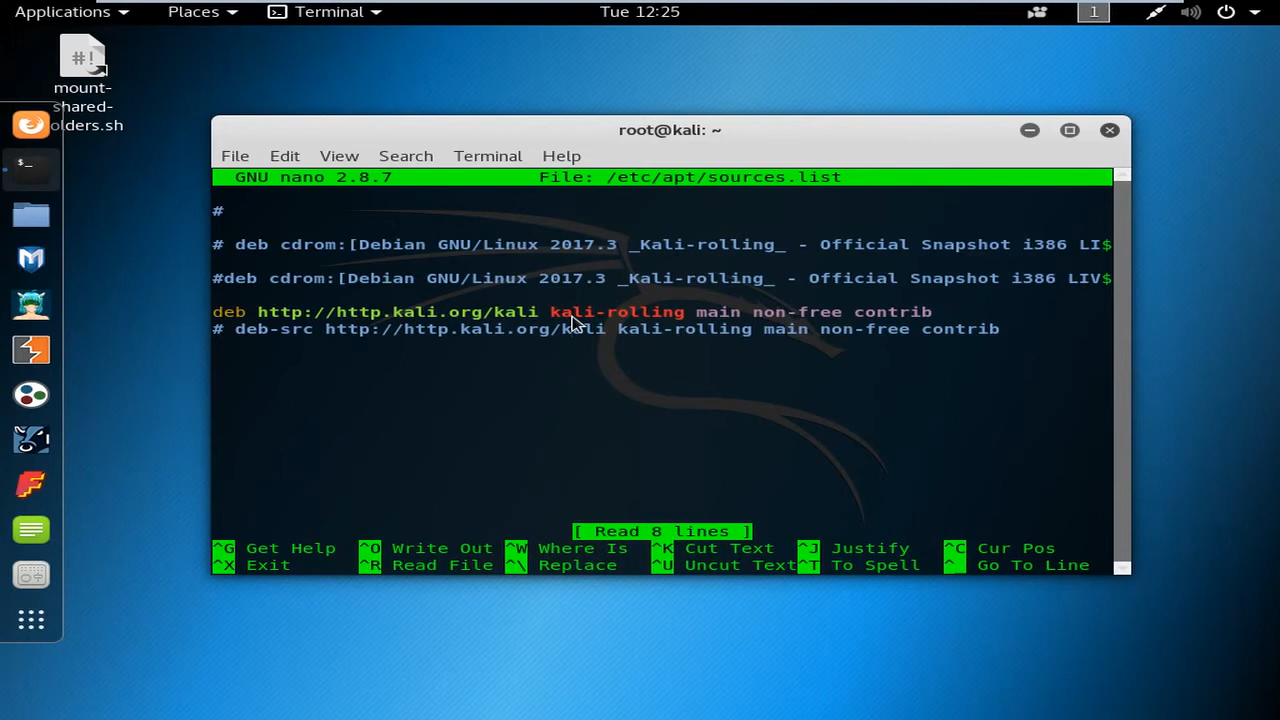 Applications Places Terminal Tue 12:25 1
#!
mount-
shared-
olders.sh
root@kali: ~
File Edit View Search Terminal Help
GNU nano 2.8.7 File: /etc/apt/sources.list
#
# deb cdrom:[Debian GNU/Linux 2017.3 _Kali-rolling_ - Official Snapshot i386 LI$
#deb cdrom:[Debian GNU/Linux 2017.3 _Kali-rolling_ - Official Snapshot i386 LIV$
deb http://http.kali.org/kali kali-rolling main non-free contrib
# deb-src http://http.kali.org/kali kali-rolling main non-free contrib
[ Read 8 lines ]
^G Get Help ^O Write Out ^W Where Is ^K Cut Text ^J Justify ^C Cur Pos
^X Exit ^R Read File ^\ Replace ^U Uncut Text ^T To Spell ^_ Go To Line
$_